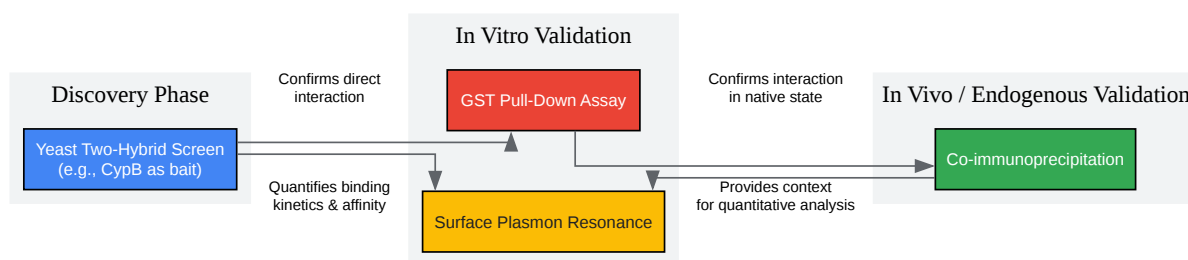 Discovery Phase
Yeast Two-Hybrid Screen
(e.g., CypB as bait)
Confirms direct
interaction
Quantifies binding
kinetics & affinity
In Vitro Validation
GST Pull-Down Assay
Surface Plasmon Resonance
Confirms interaction
in native state
Provides context
for quantitative analysis
In Vivo / Endogenous Validation
Co-immunoprecipitation